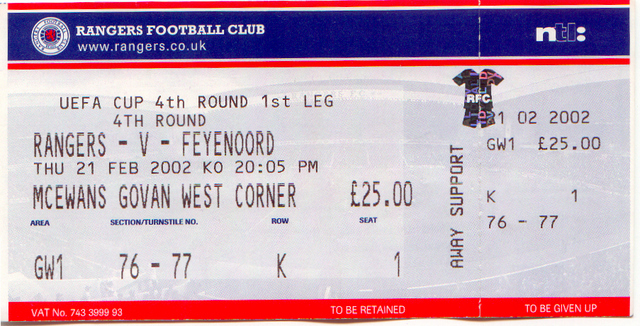 RANGERS FOOTBALL CLUB
www.rangers.co.uk
ntl:
UEFA CUP 4th ROUND 1st LEG
4TH ROUND
RANGERS - V - FEYENOORD
THU 21 FEB 2002 KO 20:05 PM
MCEWANS GOVAN WEST CORNER £25.00
AREA SECTION/TURNSTILE NO. ROW SEAT
GW1 76 - 77 K 1
VAT No. 743 3999 93 TO BE RETAINED
AWAY SUPPORT
RFC
21 02 2002
GW1 £25.00
K 1
76 - 77
TO BE GIVEN UP